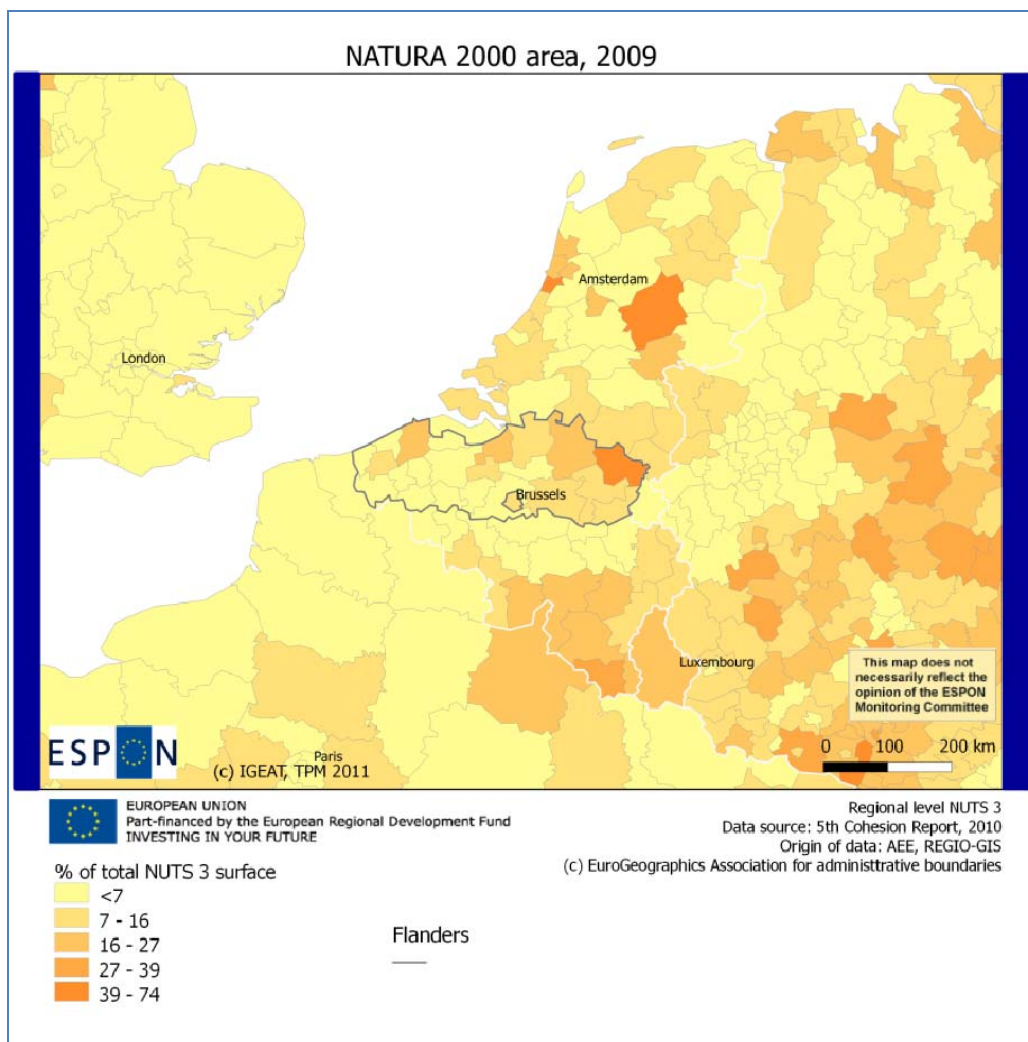 NATURA 2000 area, 2009
Amsterdam
London
Brussels
Luxembourg
This map does not
necessarily reflect the
opinion of the ESPON
Monitoring Committee
0 100 200 km
ESPON
Paris
(c) IGEAT, TPM 2011
EUROPEAN UNION
Part-financed by the European Regional Development Fund
INVESTING IN YOUR FUTURE
Regional level NUTS 3
Data source: 5th Cohesion Report, 2010
Origin of data: AEE, REGIO-GIS
(c) EuroGeographics Association for administrative boundaries
% of total NUTS 3 surface
<7
7 - 16
16 - 27
27 - 39
39 - 74
Flanders